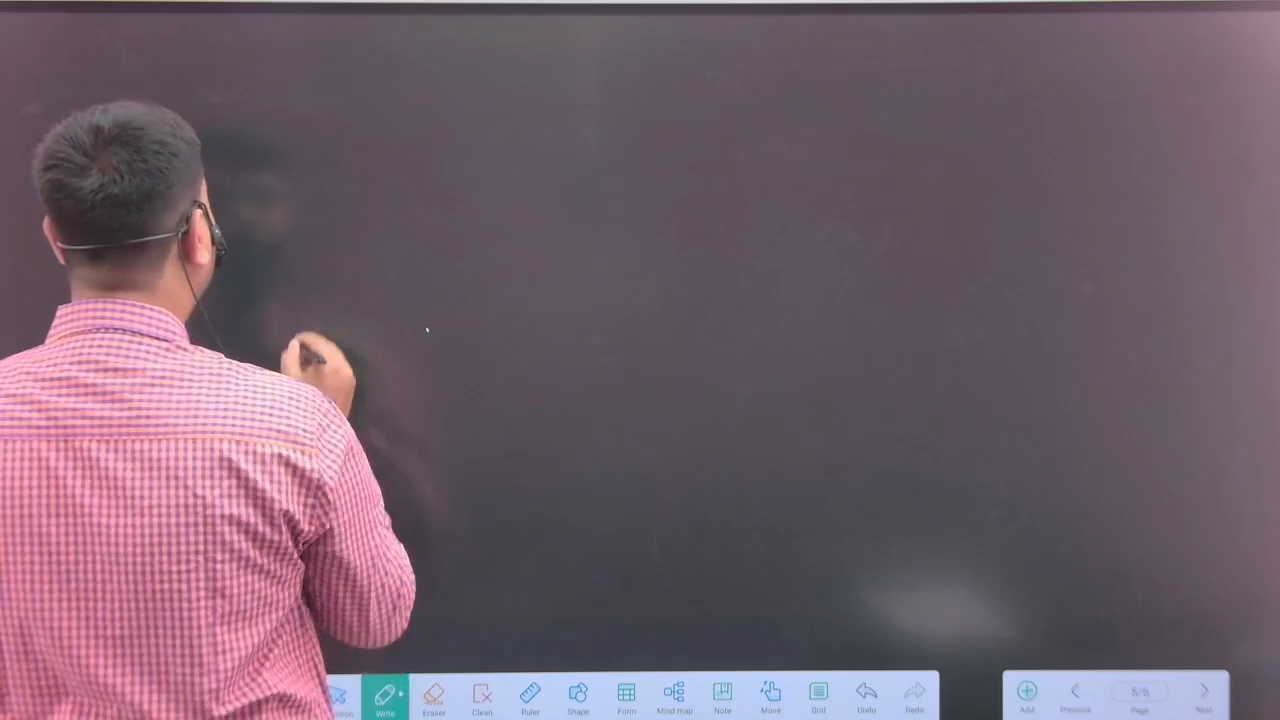 Write
Eraser
Clean
Ruler
Shape
Form
Mind map
Note
Move
Grid
Undo
Redo
Add
Previous
5/6
Page
Next